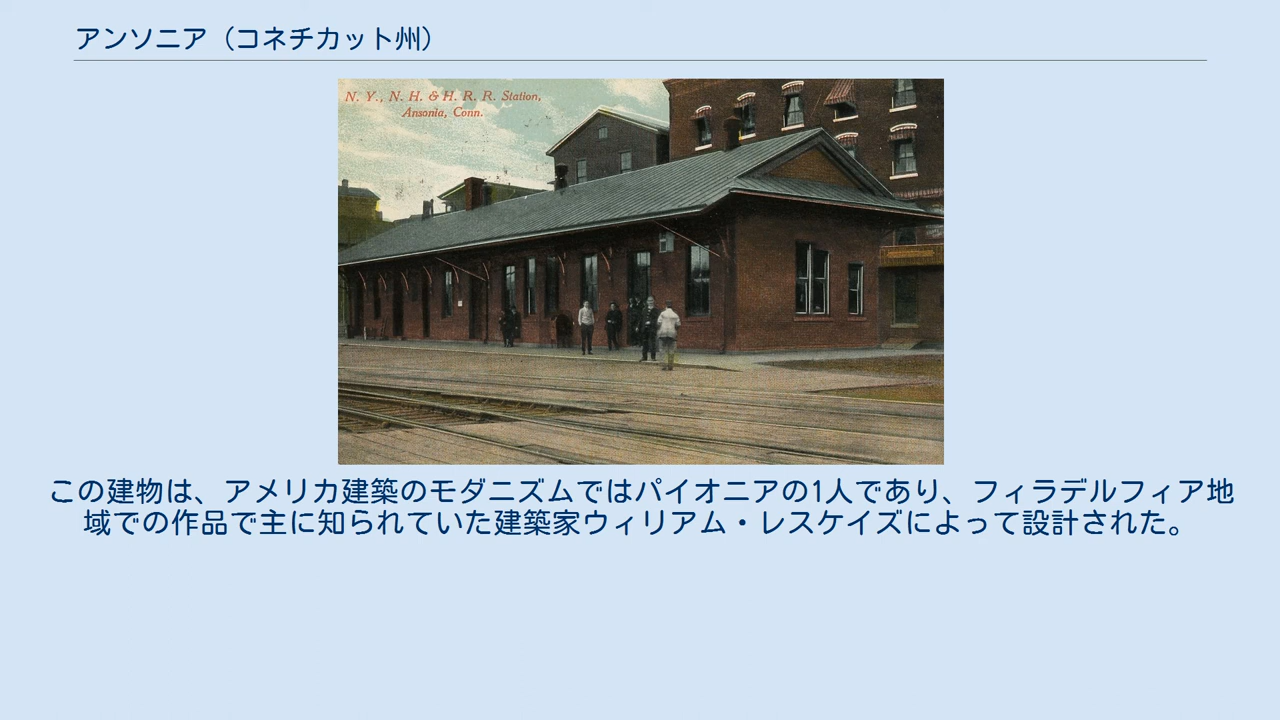 アンソニア（コネチカット州）
N. Y., N. H. & H. R. R. Station,
Ansonia, Conn.
この建物は、アメリカ建築のモダニズムではパイオニアの1人であり、フィラデルフィア地
域での作品で主に知られていた建築家ウィリアム・レスケイズによって設計された。